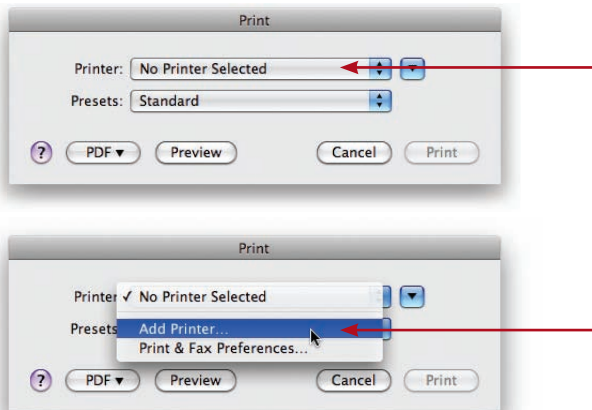 Print
Printer: No Printer Selected
Presets: Standard
? PDF▼ Preview Cancel Print
Print
Printer ✓ No Printer Selected
Presets Add Printer...
Print & Fax Preferences...
? PDF▼ Preview Cancel Print